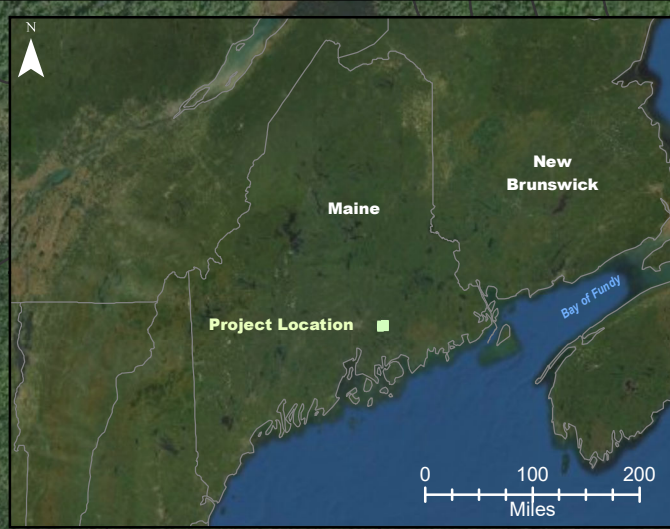 N
Maine
New
Brunswick
Project Location
Bay of Fundy
0 100 200
Miles